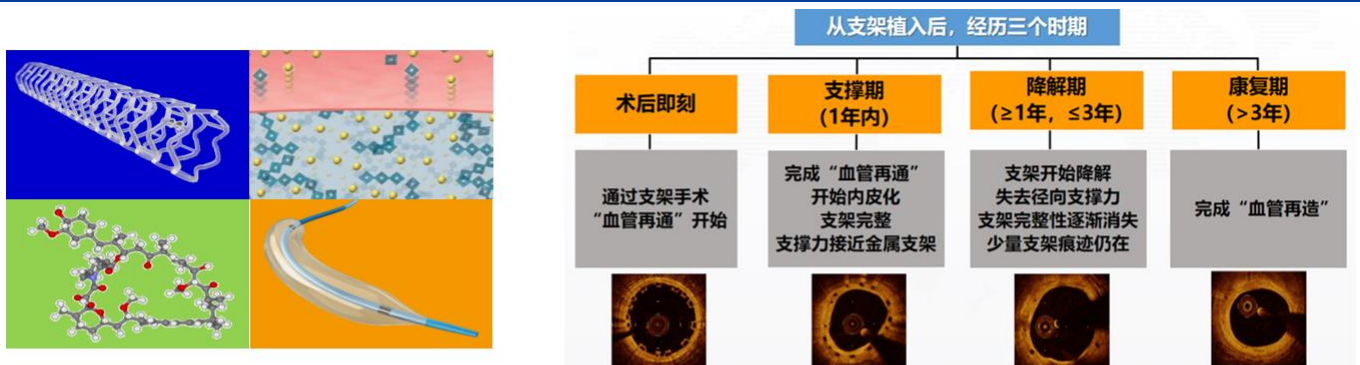 从支架植入后，经历三个时期
术后即刻
支撑期
（1年内）
降解期
（≥1年，≤3年）
康复期
（>3年）
通过支架手术
“血管再通”开始
完成“血管再通”
开始内皮化
支架完整
支撑力接近金属支架
支架开始降解
失去径向支撑力
支架完整性逐渐消失
少量支架痕迹仍在
完成“血管再造”